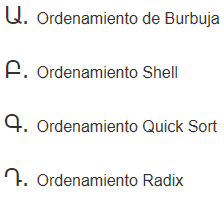 Ա. Ordenamiento de Burbuja
Բ. Ordenamiento Shell
Գ. Ordenamiento Quick Sort
Դ. Ordenamiento Radix